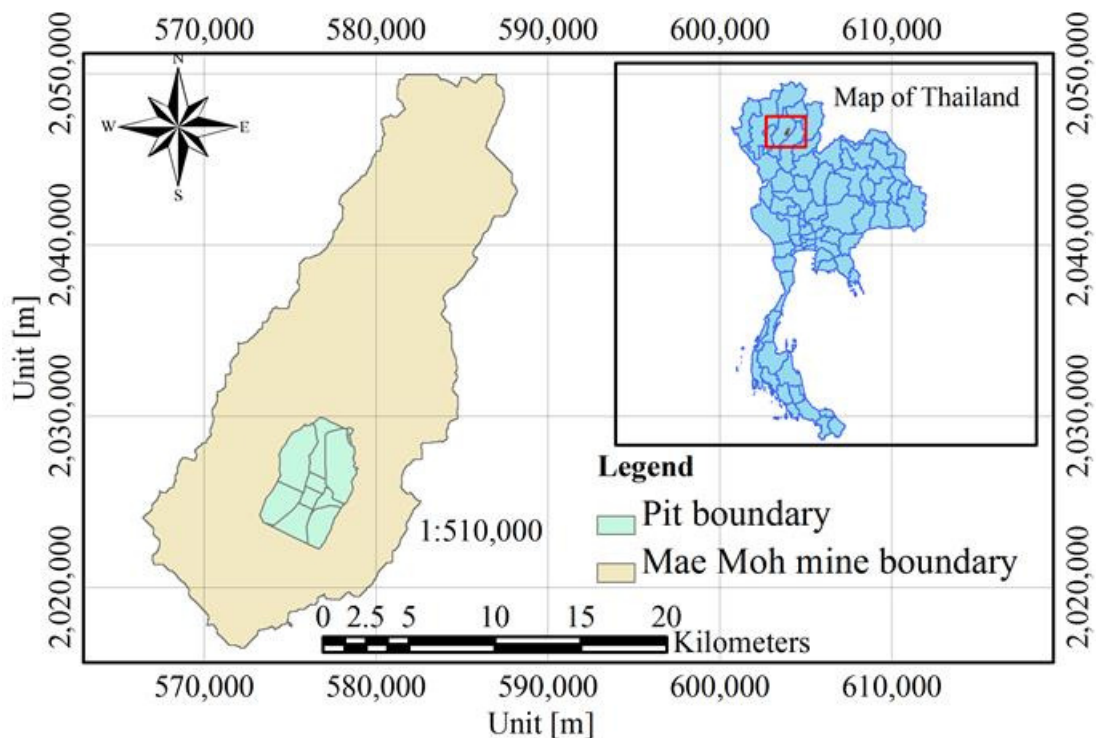 570,000 580,000 590,000 600,000 610,000
2,050,000
2,050,000
N
W E
S
Map of Thailand
2,040,000
2,040,000
Unit [m]
2,030,000
2,030,000
Legend
Pit boundary
1:510,000
Mae Moh mine boundary
2,020,000
2,020,000
0 2.5 5 10 15 20
Kilometers
570,000 580,000 590,000 600,000 610,000
Unit [m]